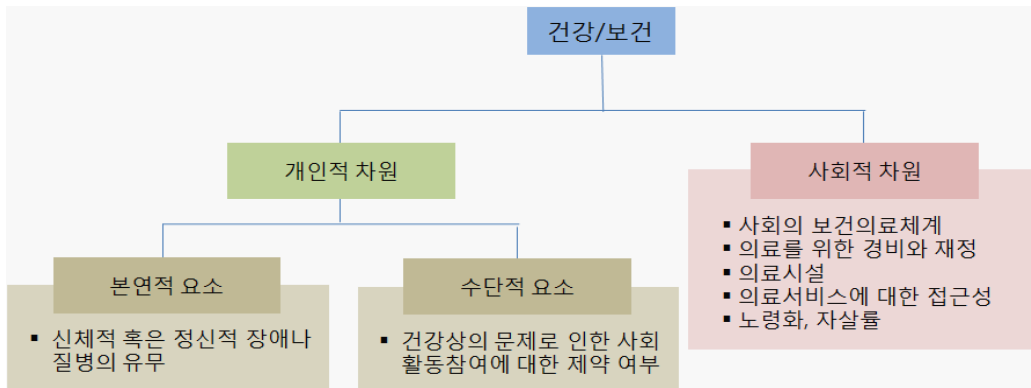 건강/보건
개인적 차원
사회적 차원
▪ 사회의 보건의료체계
▪ 의료를 위한 경비와 재정
▪ 의료시설
▪ 의료서비스에 대한 접근성
▪ 노령화, 자살률
본연적 요소
▪ 신체적 혹은 정신적 장애나
질병의 유무
수단적 요소
▪ 건강상의 문제로 인한 사회
활동참여에 대한 제약 여부